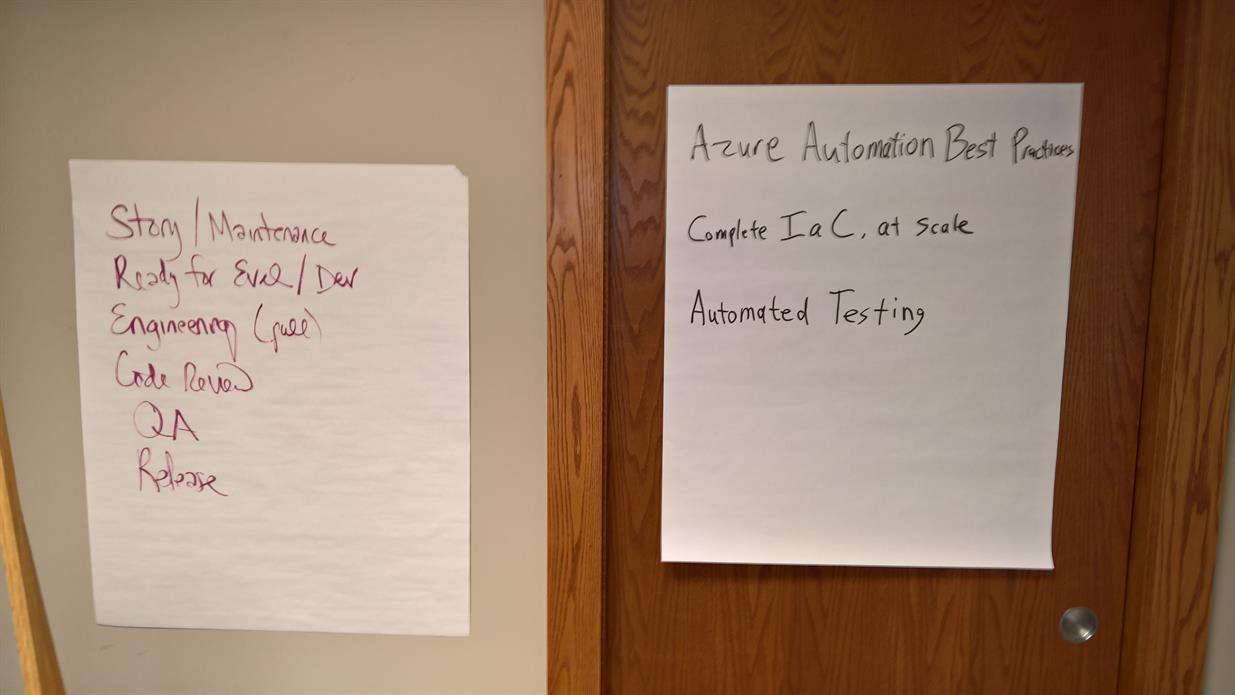 Story / Maintenance
Ready for Eval / Dev
Engineering (pull)
Code Review
QA
Release
Azure Automation Best Practices
Complete IaC, at scale
Automated Testing